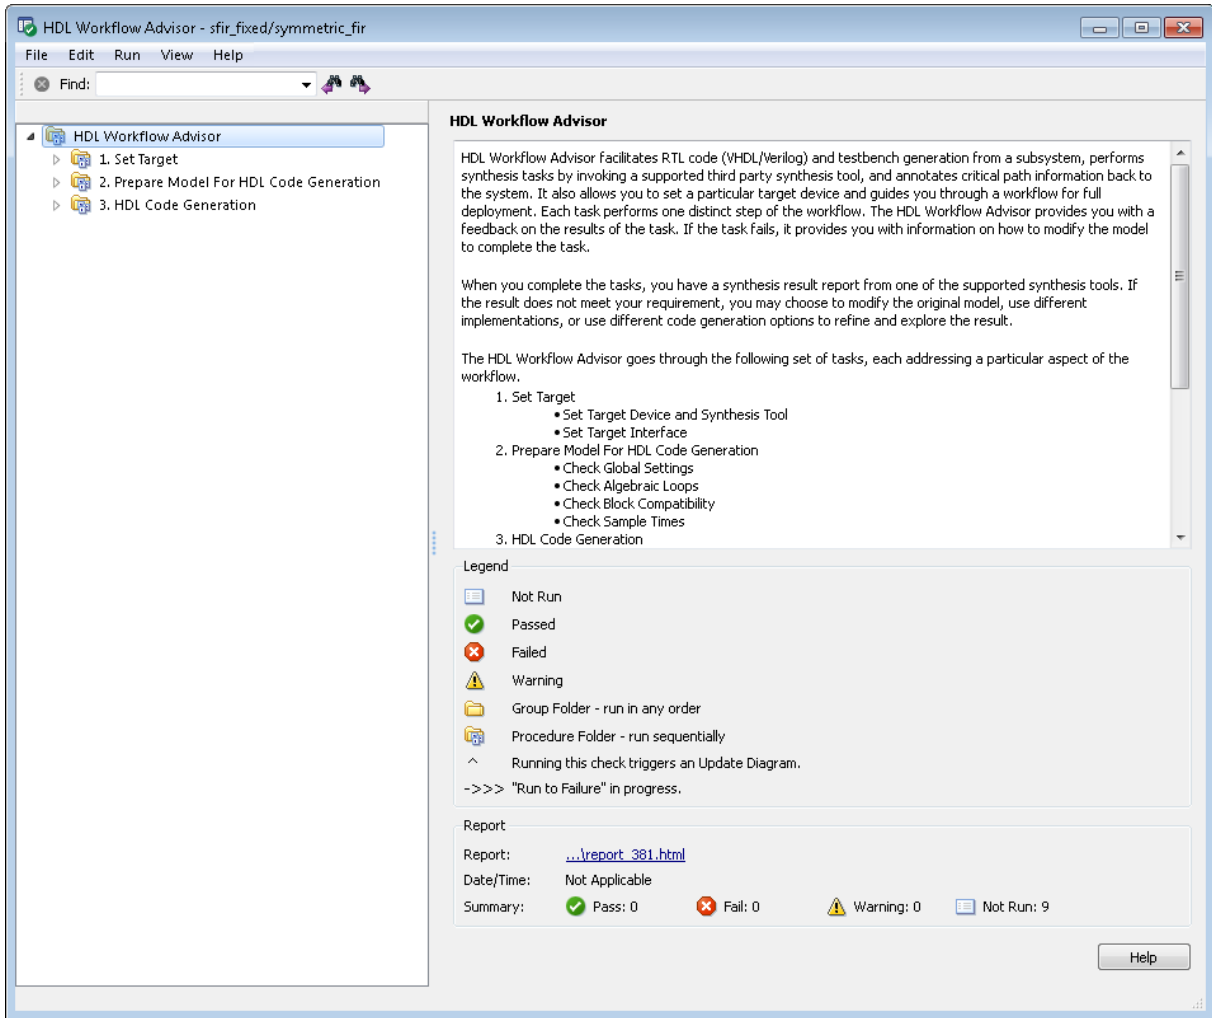 HDL Workflow Advisor - sfir_fixed/symmetric_fir
File Edit Run View Help
Find:
HDL Workflow Advisor
1. Set Target
2. Prepare Model For HDL Code Generation
3. HDL Code Generation
HDL Workflow Advisor
HDL Workflow Advisor facilitates RTL code (VHDL/Verilog) and testbench generation from a subsystem, performs
synthesis tasks by invoking a supported third party synthesis tool, and annotates critical path information back to
the system. It also allows you to set a particular target device and guides you through a workflow for full
deployment. Each task performs one distinct step of the workflow. The HDL Workflow Advisor provides you with a
feedback on the results of the task. If the task fails, it provides you with information on how to modify the model
to complete the task.
When you complete the tasks, you have a synthesis result report from one of the supported synthesis tools. If
the result does not meet your requirement, you may choose to modify the original model, use different
implementations, or use different code generation options to refine and explore the result.
The HDL Workflow Advisor goes through the following set of tasks, each addressing a particular aspect of the
workflow.
1. Set Target
• Set Target Device and Synthesis Tool
• Set Target Interface
2. Prepare Model For HDL Code Generation
• Check Global Settings
• Check Algebraic Loops
• Check Block Compatibility
• Check Sample Times
3. HDL Code Generation
Legend
Not Run
Passed
Failed
Warning
Group Folder - run in any order
Procedure Folder - run sequentially
^ Running this check triggers an Update Diagram.
->>> "Run to Failure" in progress.
Report
Report: ...\report_381.html
Date/Time: Not Applicable
Summary: Pass: 0 Fail: 0 Warning: 0 Not Run: 9
Help